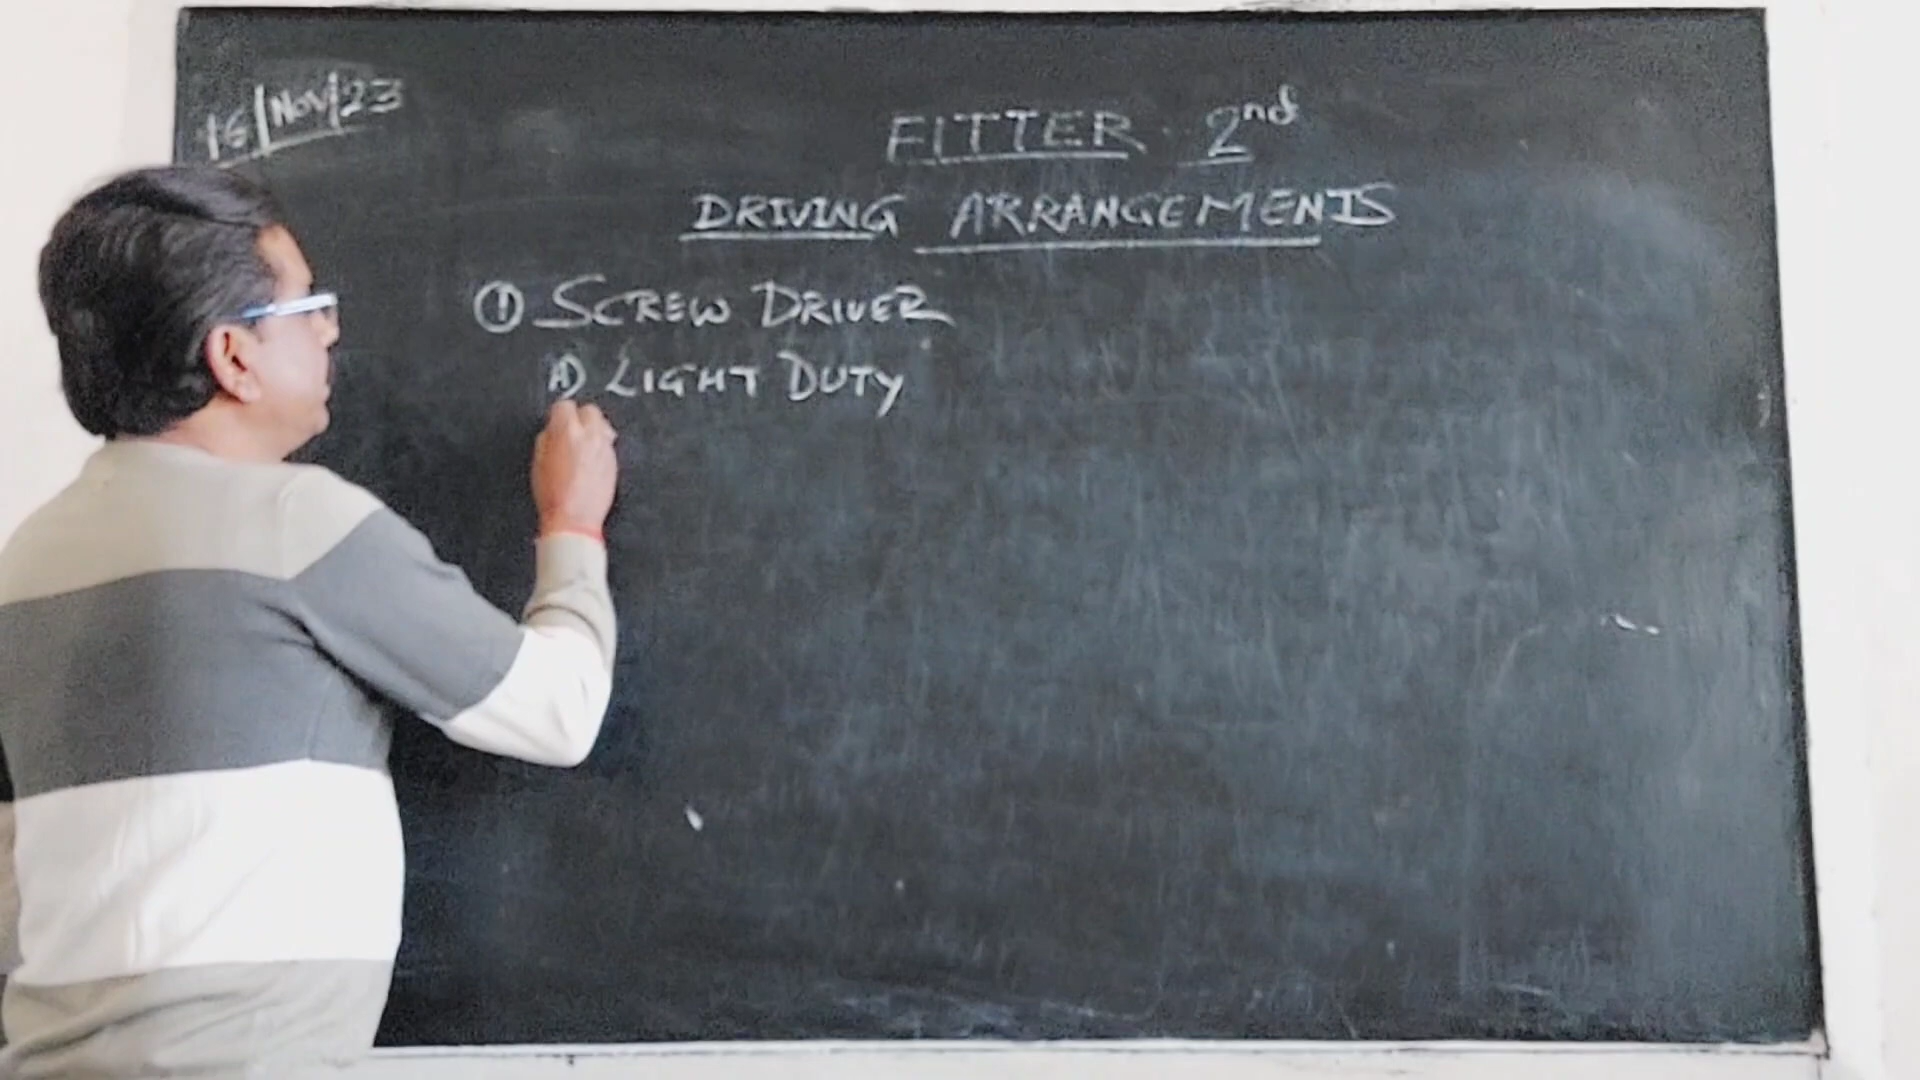 16/Nov/23
FITTER 2nd
DRIVING ARRANGEMENTS
① SCREW DRIVER
A) LIGHT DUTY